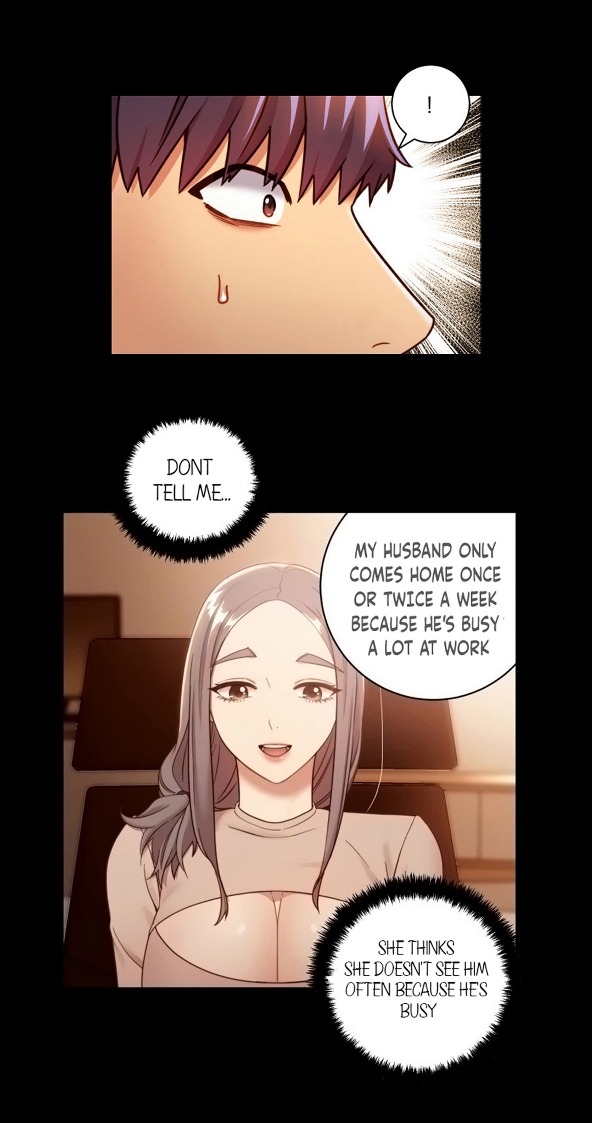 !
DONT
TELL ME...
MY HUSBAND ONLY
COMES HOME ONCE
OR TWICE A WEEK
BECAUSE HE'S BUSY
A LOT AT WORK
SHE THINKS
SHE DOESN'T SEE HIM
OFTEN BECAUSE HE'S
BUSY